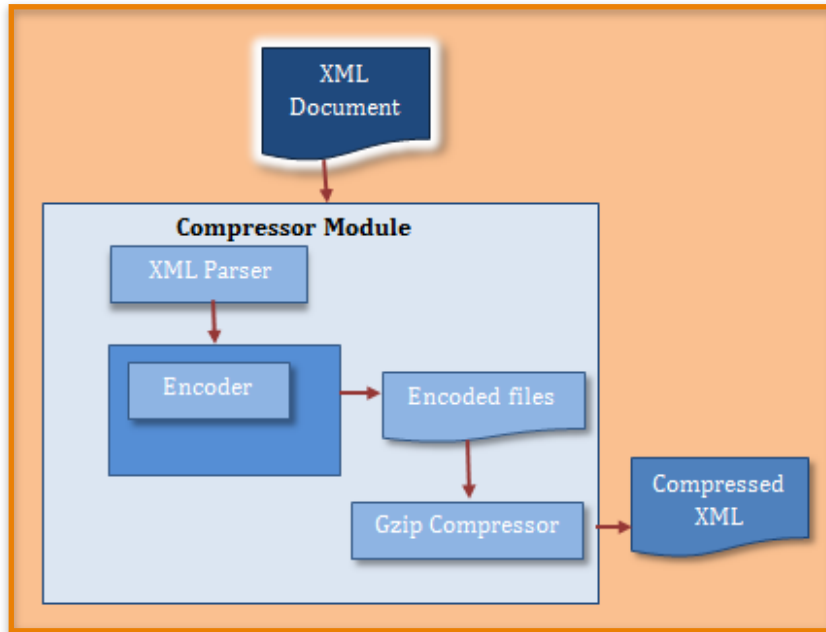 XML
Document
Compressor Module
XML Parser
Encoder
Encoded files
Gzip Compressor
Compressed
XML